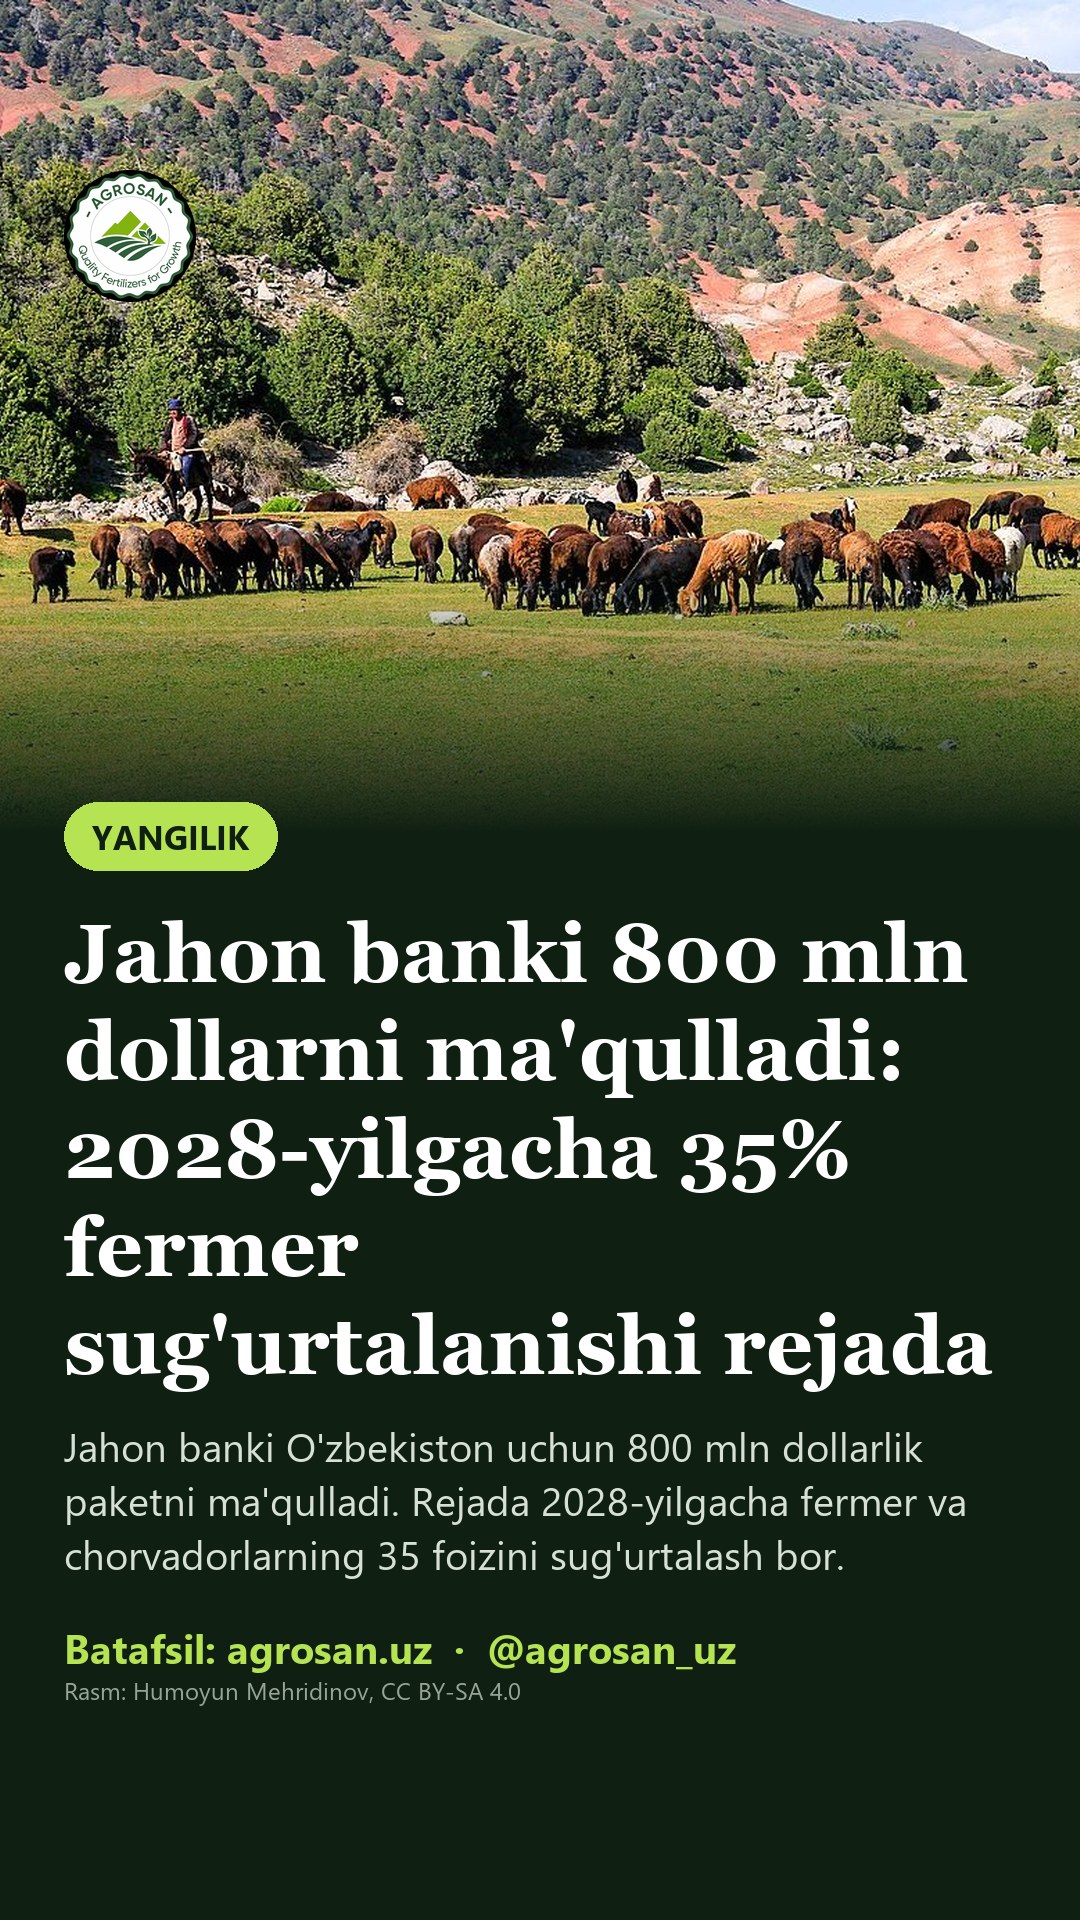 - AGROSAN -
Quality Fertilizers for Growth
YANGILIK
Jahon banki 800 mln
dollarni ma'qulladi:
2028-yilgacha 35%
fermer
sug'urtalanishi rejada
Jahon banki O'zbekiston uchun 800 mln dollarlik
paketni ma'qulladi. Rejada 2028-yilgacha fermer va
chorvadorlarning 35 foizini sug'urtalash bor.
Batafsil: agrosan.uz · @agrosan_uz
Rasm: Humoyun Mehridinov, CC BY-SA 4.0